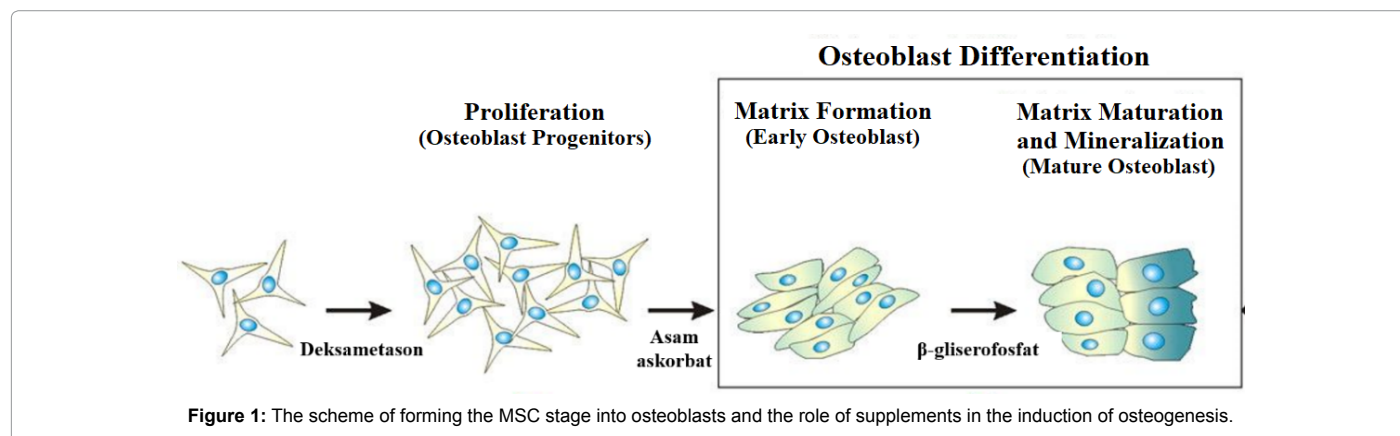 Osteoblast Differentiation
Proliferation
(Osteoblast Progenitors)
Matrix Formation
(Early Osteoblast)
Matrix Maturation
and Mineralization
(Mature Osteoblast)
Deksametason
Asam
askorbat
β-gliserofosfat
Figure 1: The scheme of forming the MSC stage into osteoblasts and the role of supplements in the induction of osteogenesis.